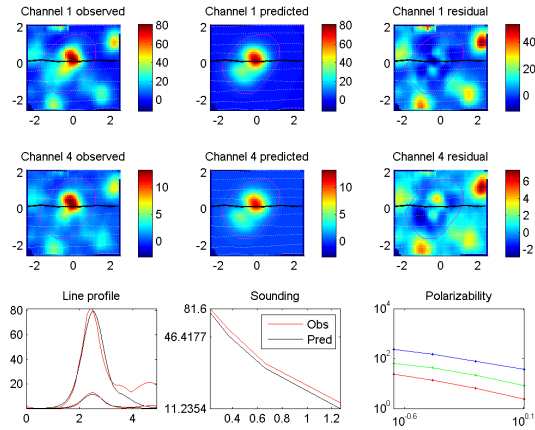 Channel 1 observed Channel 1 predicted Channel 1 residual
2 80 2 80 2
60 60 40
0 40 0 40 0 20
20 20 0
-2 0 -2 0 -2
-2 0 2 -2 0 2 -2 0 2
Channel 4 observed Channel 4 predicted Channel 4 residual
2 2 2
10 10 6
0 5 0 5 0 4
2
-2 0 -2 0 -2 0
-2 0 2 -2 0 2 -2 0 2
Line profile Sounding Polarizability
80 81.6 10^4
60 46.4177 Obs
40 Pred 10^2
20
11.2354 10^0
0 2 4 0.4 0.6 0.8 1 1.2 10^-0.6 10^0.1